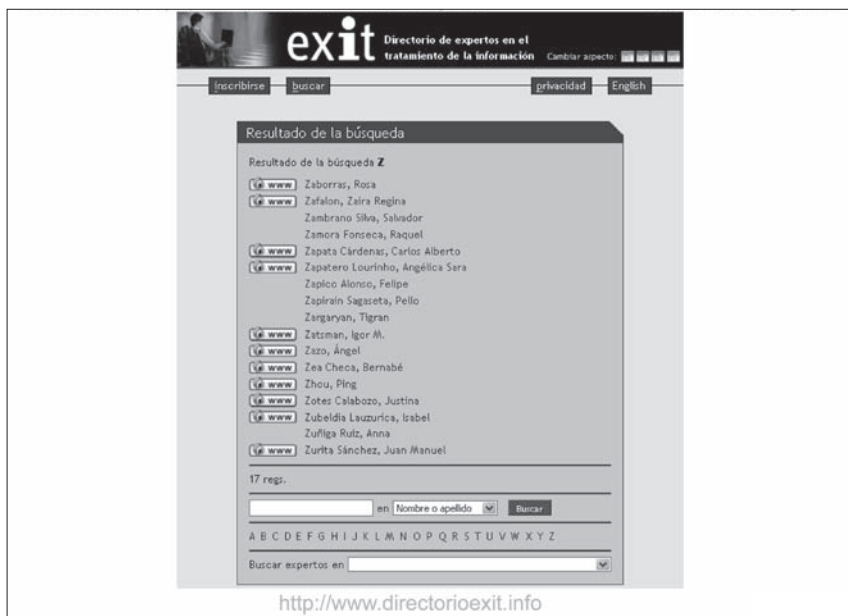 exit
Directorio de expertos en el
tratamiento de la información
Cambiar aspecto:
inscribirse
buscar
privacidad
English
Resultado de la búsqueda
Resultado de la búsqueda Z
www Zaborras, Rosa
www Zafalon, Zaira Regina
Zambrano Silva, Salvador
Zamora Fonseca, Raquel
www Zapata Cárdenas, Carlos Alberto
www Zapatero Lourinho, Angélica Sara
Zapico Alonso, Felipe
Zapirain Sagaseta, Pello
Zargaryan, Tigran
www Zatsman, Igor M.
www Zazo, Ángel
www Zea Checa, Bernabé
www Zhou, Ping
www Zotes Calabozo, Justina
www Zubeldia Lauzurica, Isabel
Zuñiga Ruiz, Anna
www Zurita Sánchez, Juan Manuel
17 regs.
en Nombre o apellido Buscar
A B C D E F G H I J K L M N O P Q R S T U V W X Y Z
Buscar expertos en
http://www.directorioexit.info